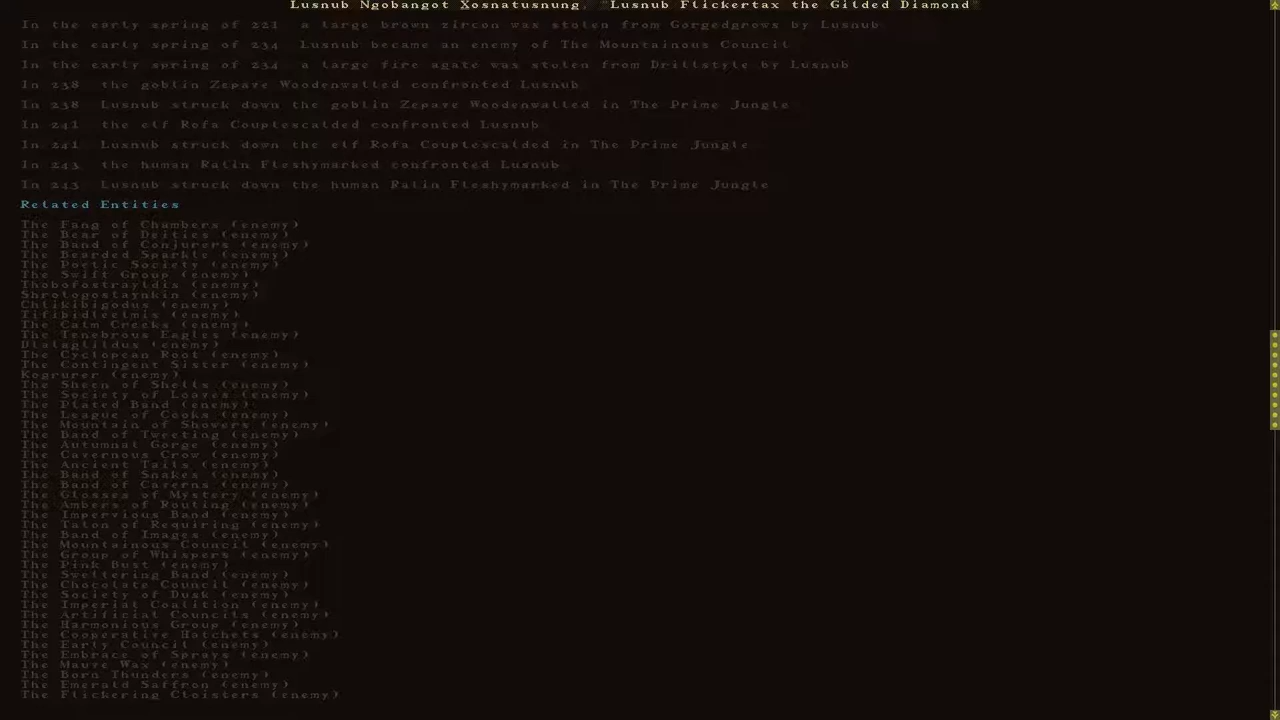 Lusnub Ngobangot Xosnatusnung, "Lusnub Flickertax the Gilded Diamond"
In the early spring of 221 a large brown zircon was stolen from Gorgedgrows by Lusnub
In the early spring of 234 Lusnub became an enemy of The Mountainous Council
In the early spring of 234 a large fire agate was stolen from Drillstyle by Lusnub
In 238 the goblin Zepave Woodenwalled confronted Lusnub
In 238 Lusnub struck down the goblin Zepave Woodenwalled in The Prime Jungle
In 241 the elf Rofa Couplescalded confronted Lusnub
In 241 Lusnub struck down the elf Rofa Couplescalded in The Prime Jungle
In 243 the human Ralin Fleshymarked confronted Lusnub
In 243 Lusnub struck down the human Ralin Fleshymarked in The Prime Jungle
Related Entities
The Fang of Chambers (enemy)
The Bear of Deities (enemy)
The Band of Conjurers (enemy)
The Bearded Sparkle (enemy)
The Poetic Society (enemy)
The Swift Group (enemy)
Thobofostrayldis (enemy)
Shrologostaynkin (enemy)
Chlikibigodus (enemy)
Tifibidleelmis (enemy)
The Calm Creeks (enemy)
The Tenebrous Eagles (enemy)
(enemy)
The Cyclopean Root (enemy)
The Contingent Sister (enemy)
Kogrurer (enemy)
The Sheen of Shells (enemy)
The Society of Loaves (enemy)
The Plated Band (enemy)
The League of Cooks (enemy)
The Mountain of Showers (enemy)
The Band of Tweeting (enemy)
The Autumnal Gorge (enemy)
The Cavernous Crow (enemy)
The Ancient Tails (enemy)
The Band of Snakes (enemy)
The Band of Caverns (enemy)
The Glosses of Mystery (enemy)
The Ambers of Routing (enemy)
The Impervious Band (enemy)
The Talon of Requiring (enemy)
The Band of Images (enemy)
The Mountainous Council (enemy)
The Group of Whispers (enemy)
The Pink Bust (enemy)
The Sweltering Band (enemy)
The Chocolate Council (enemy)
The Society of Dusk (enemy)
The Imperial Coalition (enemy)
The Artificial Councils (enemy)
The Harmonious Group (enemy)
The Cooperative Hatchets (enemy)
The Early Council (enemy)
The Embrace of Sprays (enemy)
The Mauve Wax (enemy)
The Born Thunders (enemy)
The Emerald Saffron (enemy)
The Flickering Cloisters (enemy)